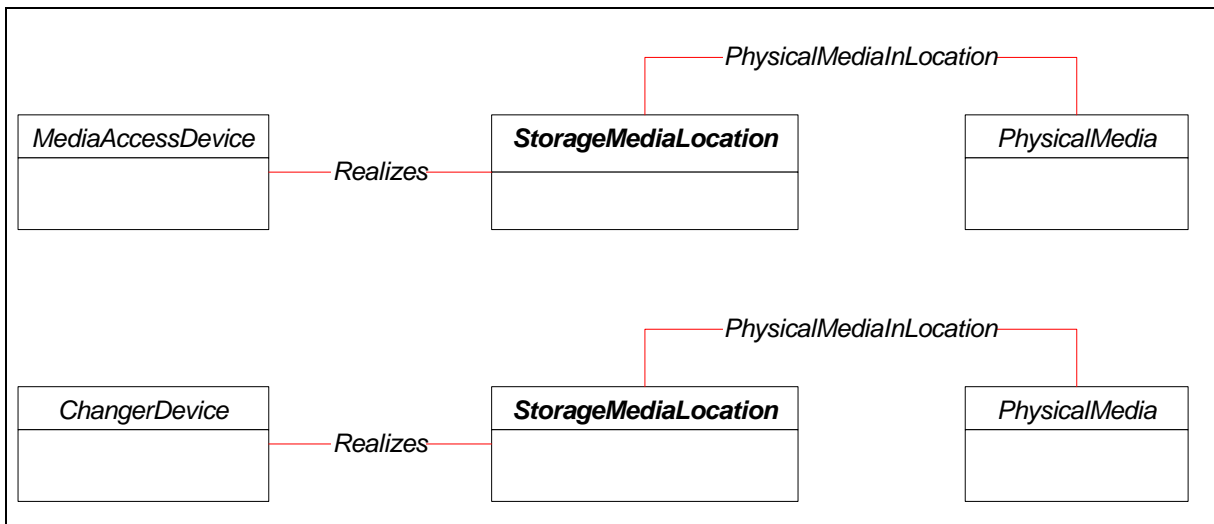 PhysicalMediaInLocation
MediaAccessDevice
StorageMediaLocation
PhysicalMedia
Realizes
PhysicalMediaInLocation
ChangerDevice
StorageMediaLocation
PhysicalMedia
Realizes